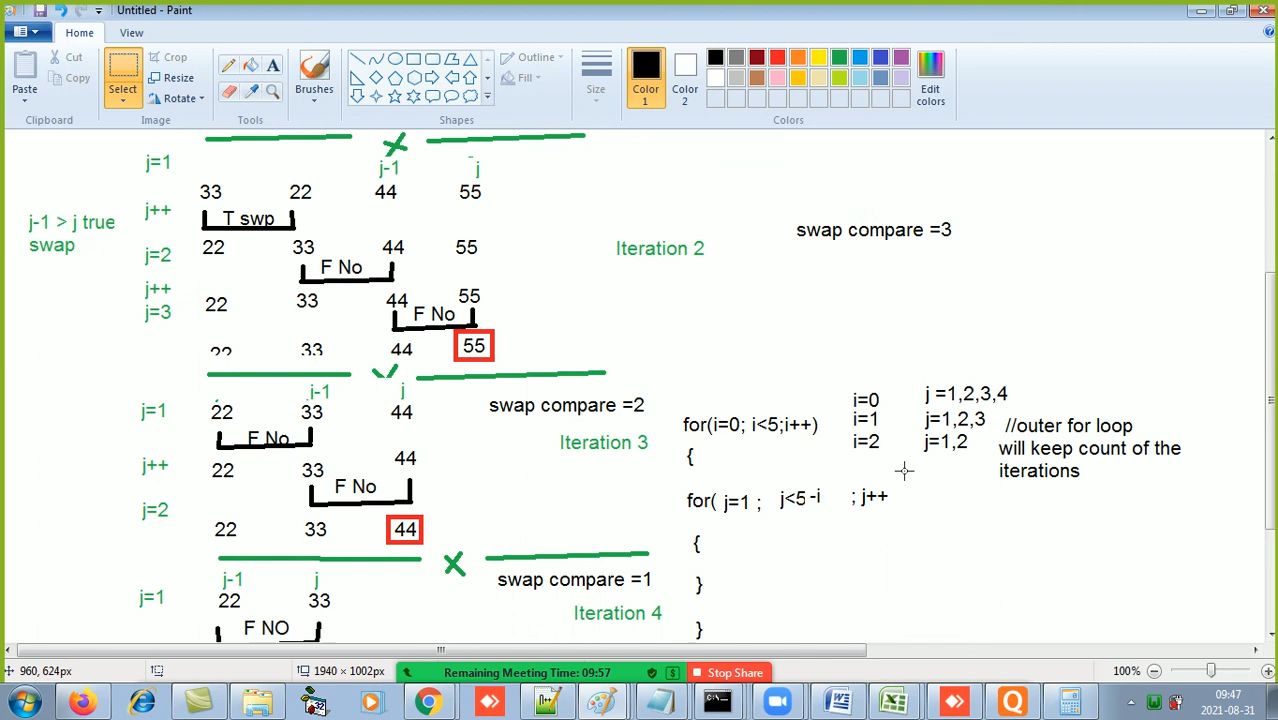 Untitled - Paint
Home
View
Paste
Cut
Copy
Clipboard
Select
Crop
Resize
Rotate
Image
Tools
Brushes
Outline
Fill
Shapes
Size
Color 1
Color 2
Edit colors
Colors
j=1
j-1 j
33 22 44 55
j++
T swp
j-1 > j true
swap
j=2
22 33 44 55
Iteration 2
swap compare =3
F No
j++
j=3
22 33 44 55
F No
22 33 44 55
j-1 j
j=1
22 33 44
swap compare =2
F No
Iteration 3
j++
22 33 44
F No
j=2
22 33 44
i=0 j =1,2,3,4
i=1 j=1,2,3
i=2 j=1,2
//outer for loop
will keep count of the
iterations
for(i=0; i<5;i++)
{
for( j=1 ; j<5 -i ; j++
{
}
}
swap compare =1
j-1 j
j=1
22 33
Iteration 4
F NO
960, 624px
1940 × 1002px
Remaining Meeting Time: 09:57
Stop Share
100%
09:47
2021-08-31